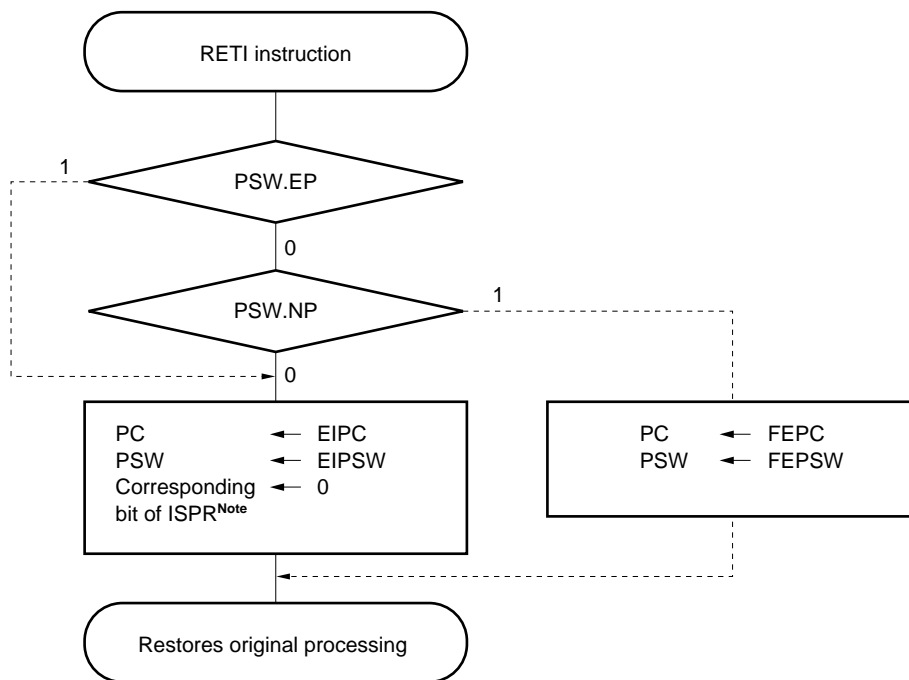 RETI instruction
1
PSW.EP
0
PSW.NP
1
0
PC ← EIPC
PSW ← EIPSW
Corresponding ← 0
bit of ISPRNote
PC ← FEPC
PSW ← FEPSW
Restores original processing